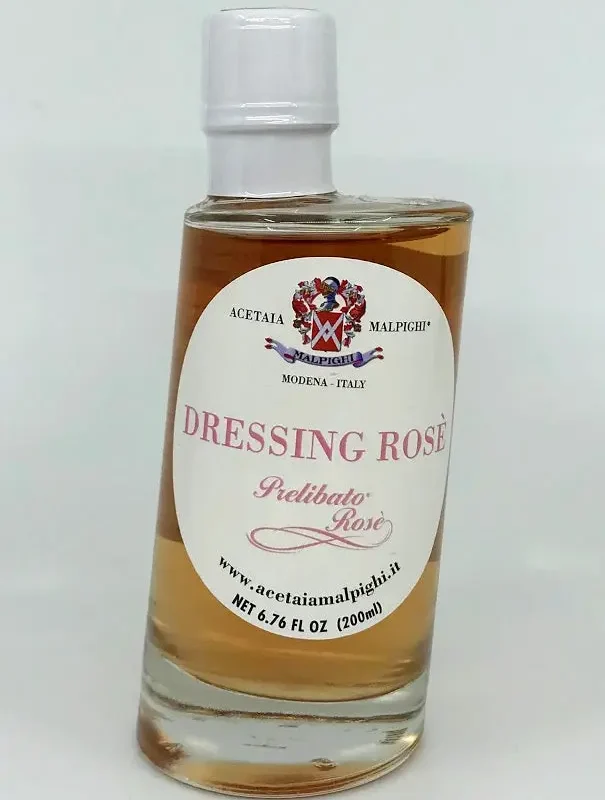 ACETAIA MALPIGHI®
MALPIGHI
MODENA - ITALY
DRESSING ROSÈ
Prelibato®
Rosè
www.acetaiamalpighi.it
NET 6.76 FL OZ (200ml)